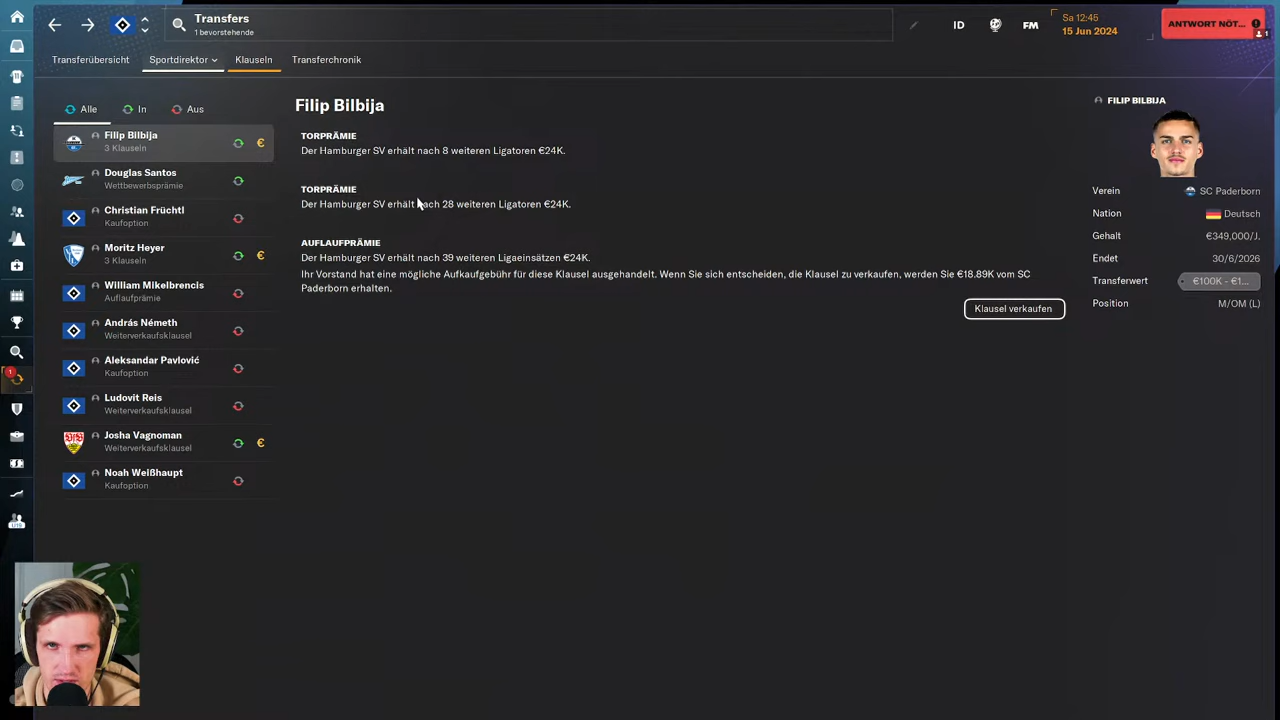 Transfers
1 bevorstehende
ID
FM
Sa 12:46
15 Jun 2024
ANTWORT NÖT...
1
Transferübersicht
Sportdirektor
Klauseln
Transferchronik
Alle
In
Aus
Filip Bilbija
3 Klauseln
€
Douglas Santos
Wettbewerbsprämie
Christian Früchtl
Kaufoption
Moritz Heyer
3 Klauseln
€
William Mikelbrencis
Auflaufprämie
András Németh
Weiterverkaufsklausel
Aleksandar Pavlović
Kaufoption
1
Ludovit Reis
Weiterverkaufsklausel
Josha Vagnoman
Weiterverkaufsklausel
€
Noah Weißhaupt
Kaufoption
U19
Filip Bilbija
TORPRÄMIE
Der Hamburger SV erhält nach 8 weiteren Ligatoren €24K.
TORPRÄMIE
Der Hamburger SV erhält nach 28 weiteren Ligatoren €24K.
AUFLAUFPRÄMIE
Der Hamburger SV erhält nach 39 weiteren Ligaeinsätzen €24K.
Ihr Vorstand hat eine mögliche Aufkaufgebühr für diese Klausel ausgehandelt. Wenn Sie sich entscheiden, die Klausel zu verkaufen, werden Sie €18.89K vom SC
Paderborn erhalten.
Klausel verkaufen
FILIP BILBIJA
Verein SC Paderborn
Nation Deutsch
Gehalt €349,000/J.
Endet 30/6/2026
Transferwert €100K - €1...
Position M/OM (L)